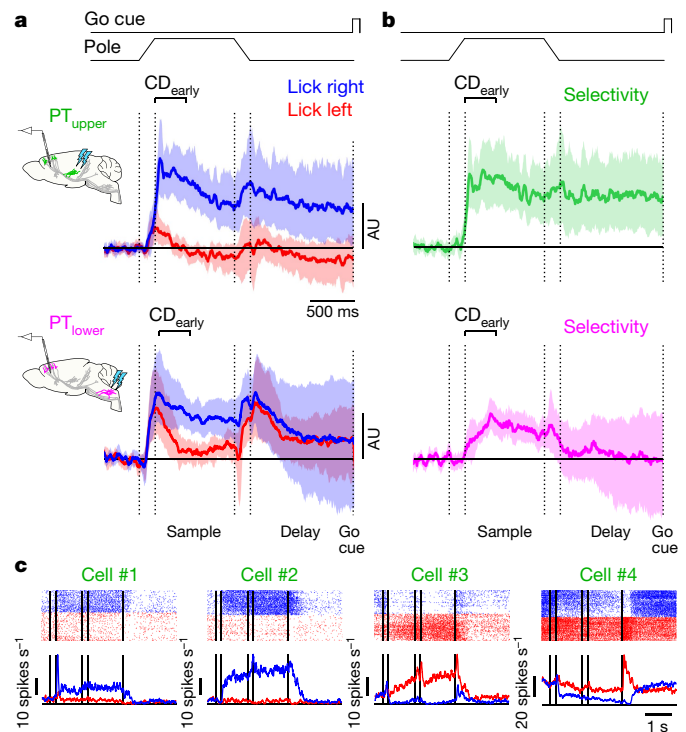 a
b
Go cue
Pole
CDearly
Lick right
Lick left
CDearly
Selectivity
PTupper
AU
500 ms
CDearly
CDearly
Selectivity
PTlower
AU
Sample
Delay
Go
cue
Sample
Delay
Go
cue
c
Cell #1
Cell #2
Cell #3
Cell #4
10 spikes s⁻¹
10 spikes s⁻¹
10 spikes s⁻¹
20 spikes s⁻¹
1 s